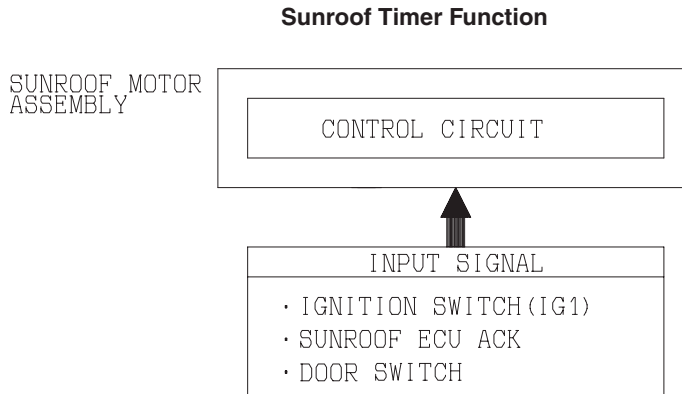 Sunroof Timer Function
SUNROOF MOTOR
ASSEMBLY
CONTROL CIRCUIT
INPUT SIGNAL
· IGNITION SWITCH(IG1)
· SUNROOF ECU ACK
· DOOR SWITCH